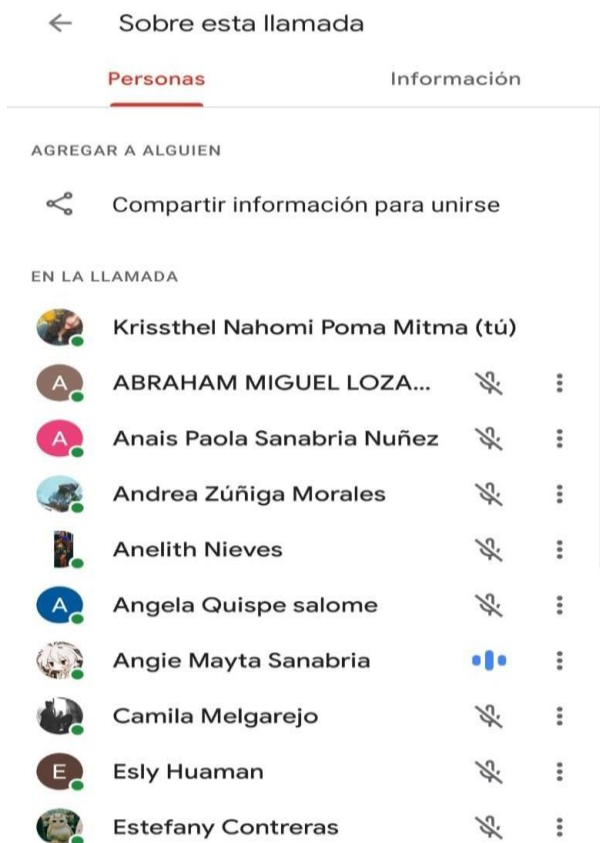 Sobre esta llamada
Personas
Información
AGREGAR A ALGUIEN
Compartir información para unirse
EN LA LLAMADA
Krissthel Nahomi Poma Mitma (tú)
A ABRAHAM MIGUEL LOZA...
A Anais Paola Sanabria Nuñez
Andrea Zúñiga Morales
Anelith Nieves
A Angela Quispe salome
Angie Mayta Sanabria
Camila Melgarejo
E Esly Huaman
Estefany Contreras